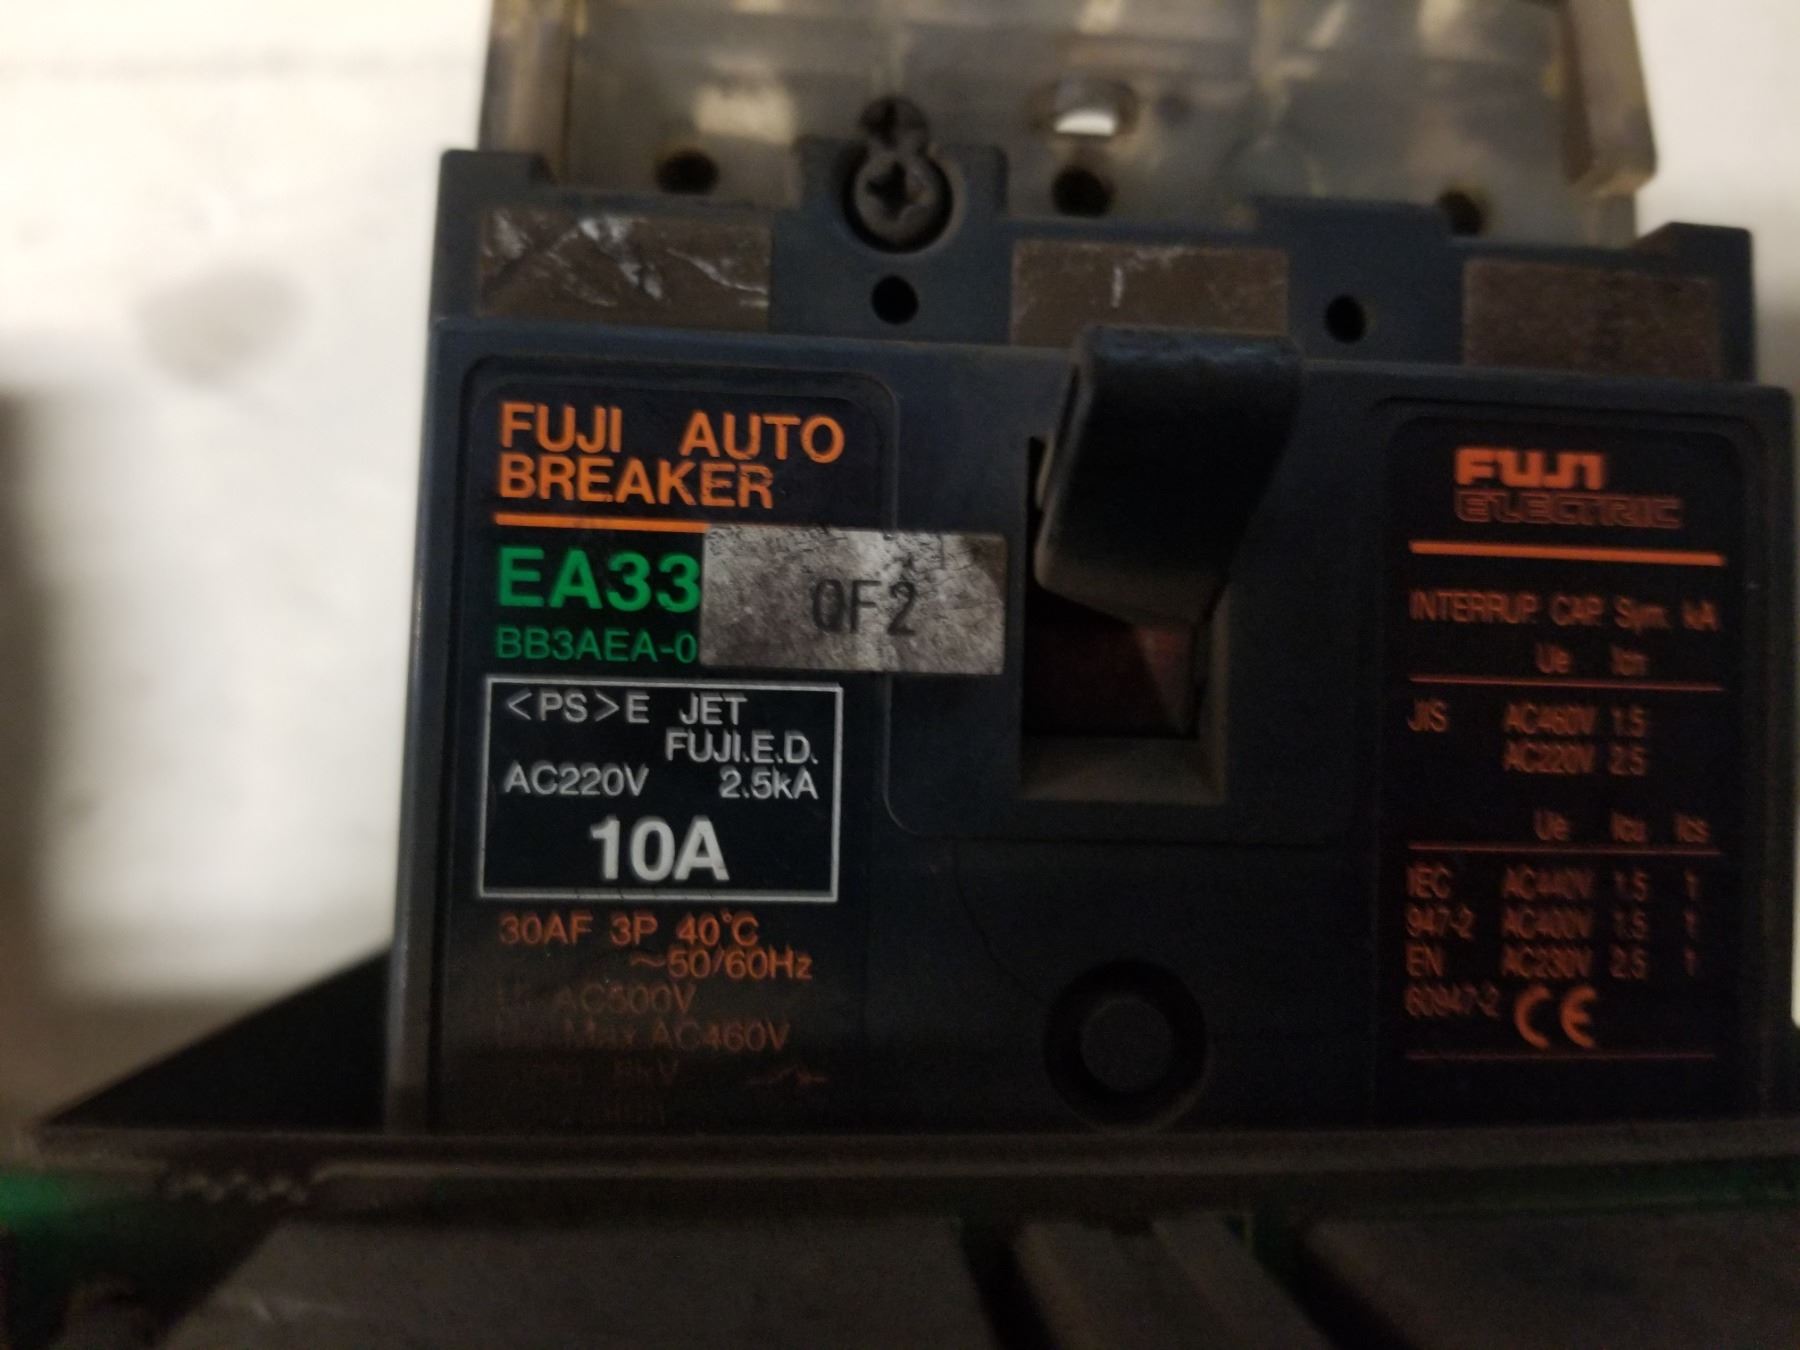 FUJI AUTO
BREAKER
EA33
QF2
BB3AEA-0
<PS>E JET
FUJI.E.D.
AC220V 2.5kA
10A
30AF 3P 40°C
~50/60Hz
AC500V
Max AC460V
FUJI
ELECTRIC
INTERRUP. CAP. Sym. kA
Ue Icn
JIS AC460V 1.5
AC220V 2.5
Ue Icu Ics
IEC AC440V 1.5 1
947-2 AC400V 1.5 1
EN AC230V 2.5 1
60947-2 CE